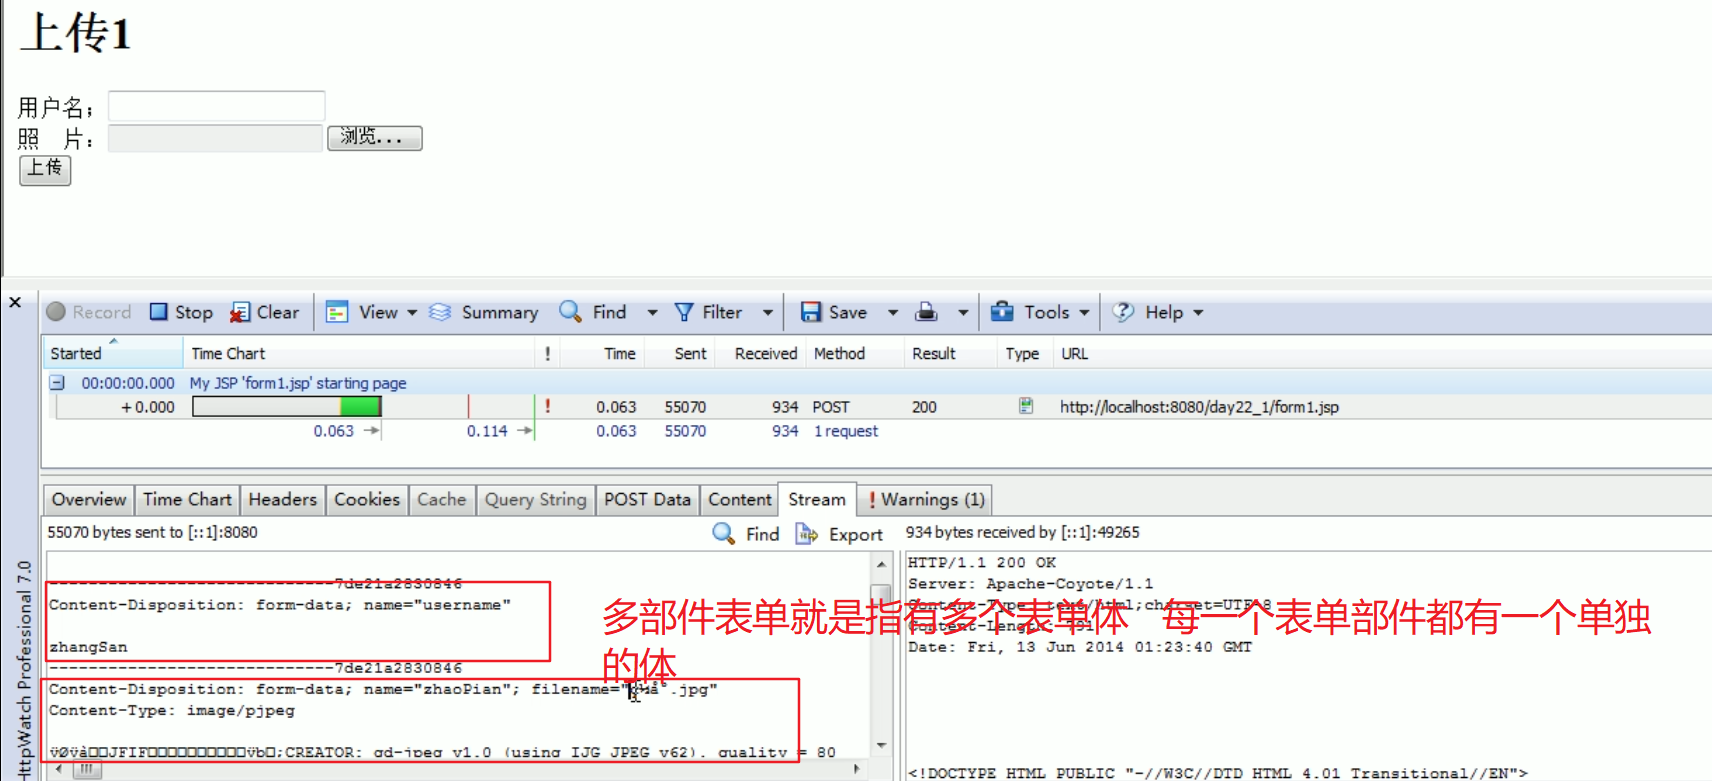 上传1
用户名;
照 片: 浏览...
上传
Record Stop Clear View Summary Find Filter Save Tools Help
Started Time Chart ! Time Sent Received Method Result Type URL
00:00:00.000 My JSP 'form1.jsp' starting page
+ 0.000 ! 0.063 55070 934 POST 200 http://localhost:8080/day22_1/form1.jsp
0.063 0.114 0.063 55070 934 1 request
Overview Time Chart Headers Cookies Cache Query String POST Data Content Stream ! Warnings (1)
55070 bytes sent to [::1]:8080 Find Export
-----------------------------7de21a2830846
Content-Disposition: form-data; name="username"
zhangSan
-----------------------------7de21a2830846
Content-Disposition: form-data; name="zhaoPian"; filename=" .jpg"
Content-Type: image/pjpeg
JFIF CREATOR: gd-jpeg v1.0 (using IJG JPEG v62), quality = 80
934 bytes received by [::1]:49265
HTTP/1.1 200 OK
Server: Apache-Coyote/1.1
Content-Type: text/html;charset=UTF-8
Content-Length: 791
Date: Fri, 13 Jun 2014 01:23:40 GMT
<!DOCTYPE HTML PUBLIC "-//W3C//DTD HTML 4.01 Transitional//EN">
多部件表单就是指有多个表单体 每一个表单部件都有一个单独
的体
HttpWatch Professional 7.0